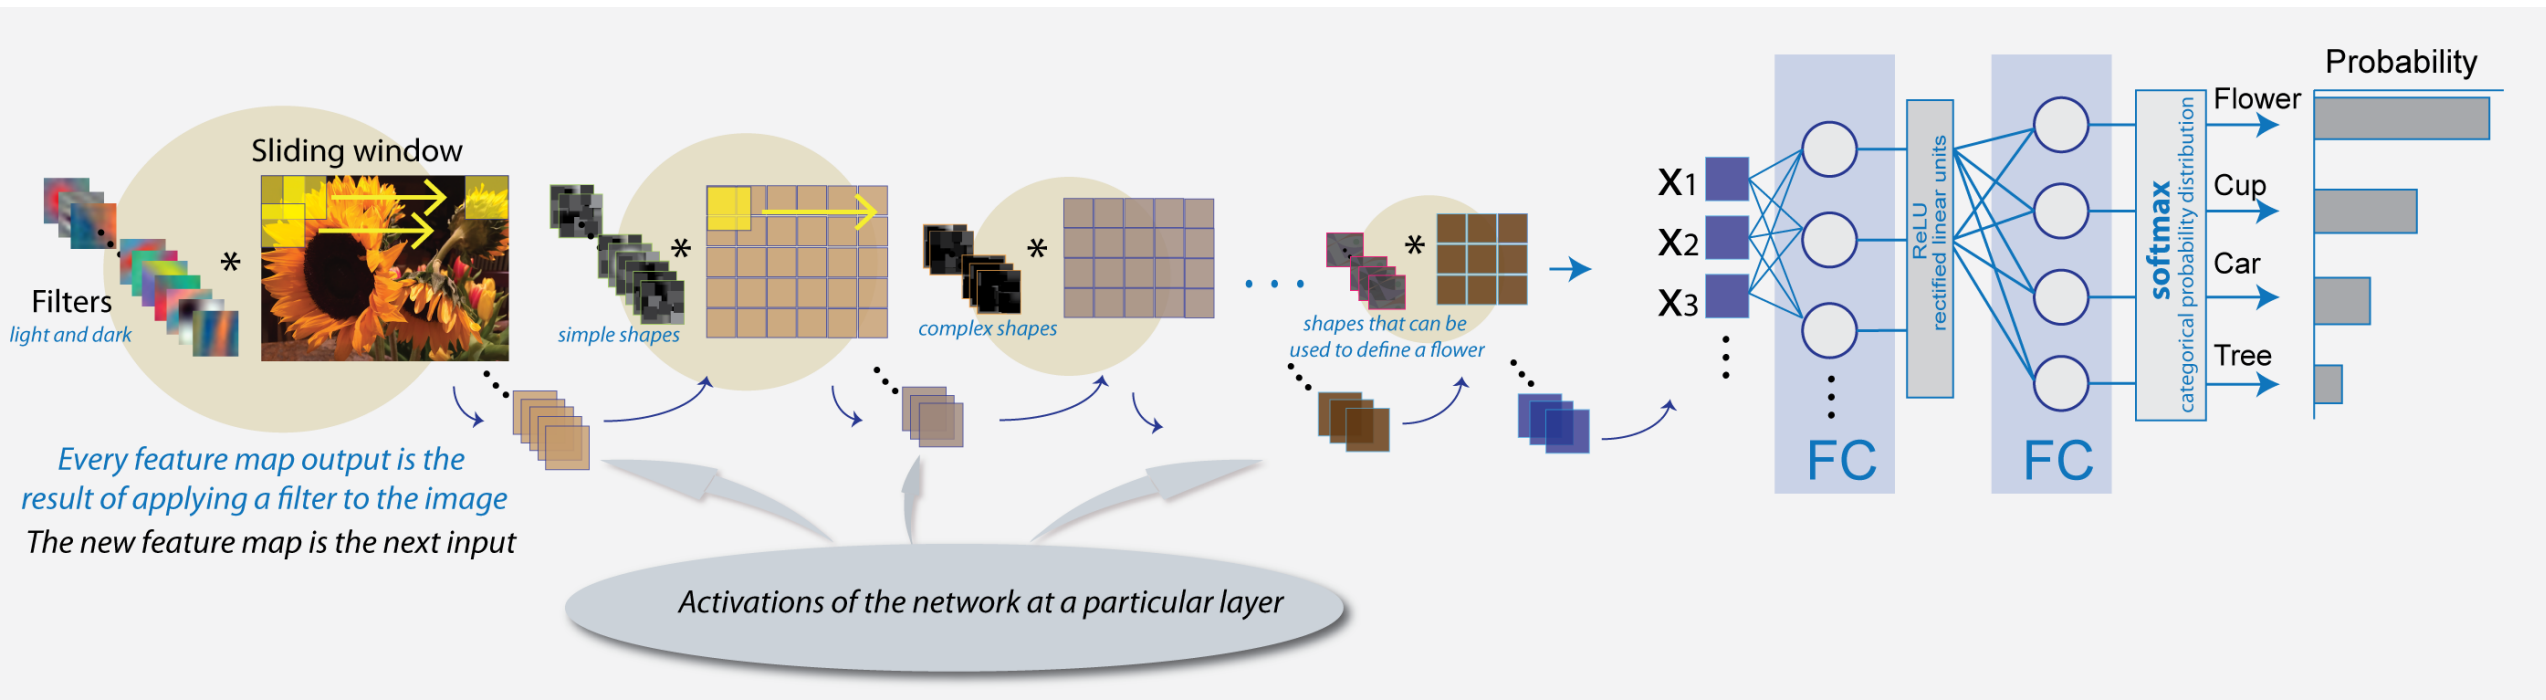 Sliding window
*
Filters
light and dark
*
simple shapes
*
complex shapes
*
shapes that can be
used to define a flower
X1
X2
X3
FC
ReLU
rectified linear units
FC
softmax
categorical probability distribution
Probability
Flower
Cup
Car
Tree
Every feature map output is the
result of applying a filter to the image
The new feature map is the next input
Activations of the network at a particular layer